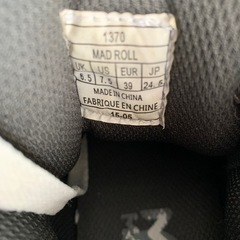 1370
MAD ROLL
UK US EUR JP
6.5 7.5 39 24.5
MADE IN CHINA
FABRIQUE EN CHINE
15-05